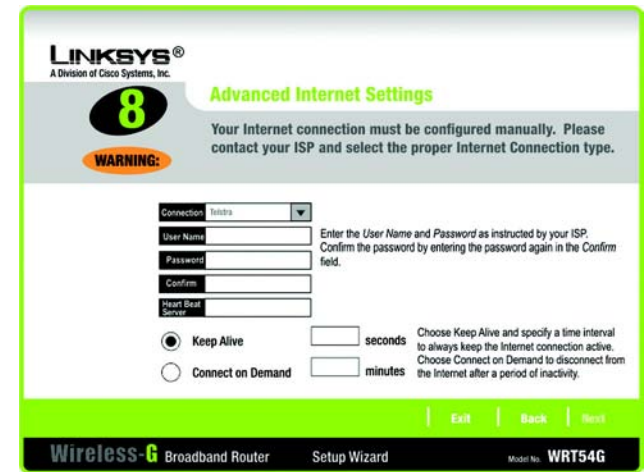 LINKSYS®
A Division of Cisco Systems, Inc.
8
WARNING:
Advanced Internet Settings
Your Internet connection must be configured manually. Please
contact your ISP and select the proper Internet Connection type.
Connection Telstra
User Name
Password
Confirm
Heart Beat
Server
Enter the User Name and Password as instructed by your ISP.
Confirm the password by entering the password again in the Confirm
field.
Keep Alive seconds
Connect on Demand minutes
Choose Keep Alive and specify a time interval
to always keep the Internet connection active.
Choose Connect on Demand to disconnect from
the Internet after a period of inactivity.
Exit Back Next
Wireless-G Broadband Router Setup Wizard Model No. WRT54G